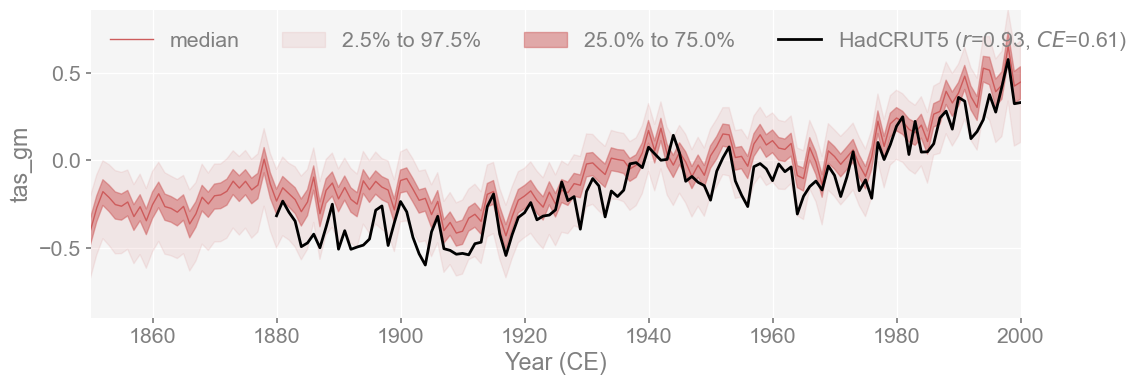 median 2.5% to 97.5% 25.0% to 75.0% HadCRUT5 (r=0.93, CE=0.61)
0.5
0.0
−0.5
tas_gm
1860 1880 1900 1920 1940 1960 1980 2000
Year (CE)